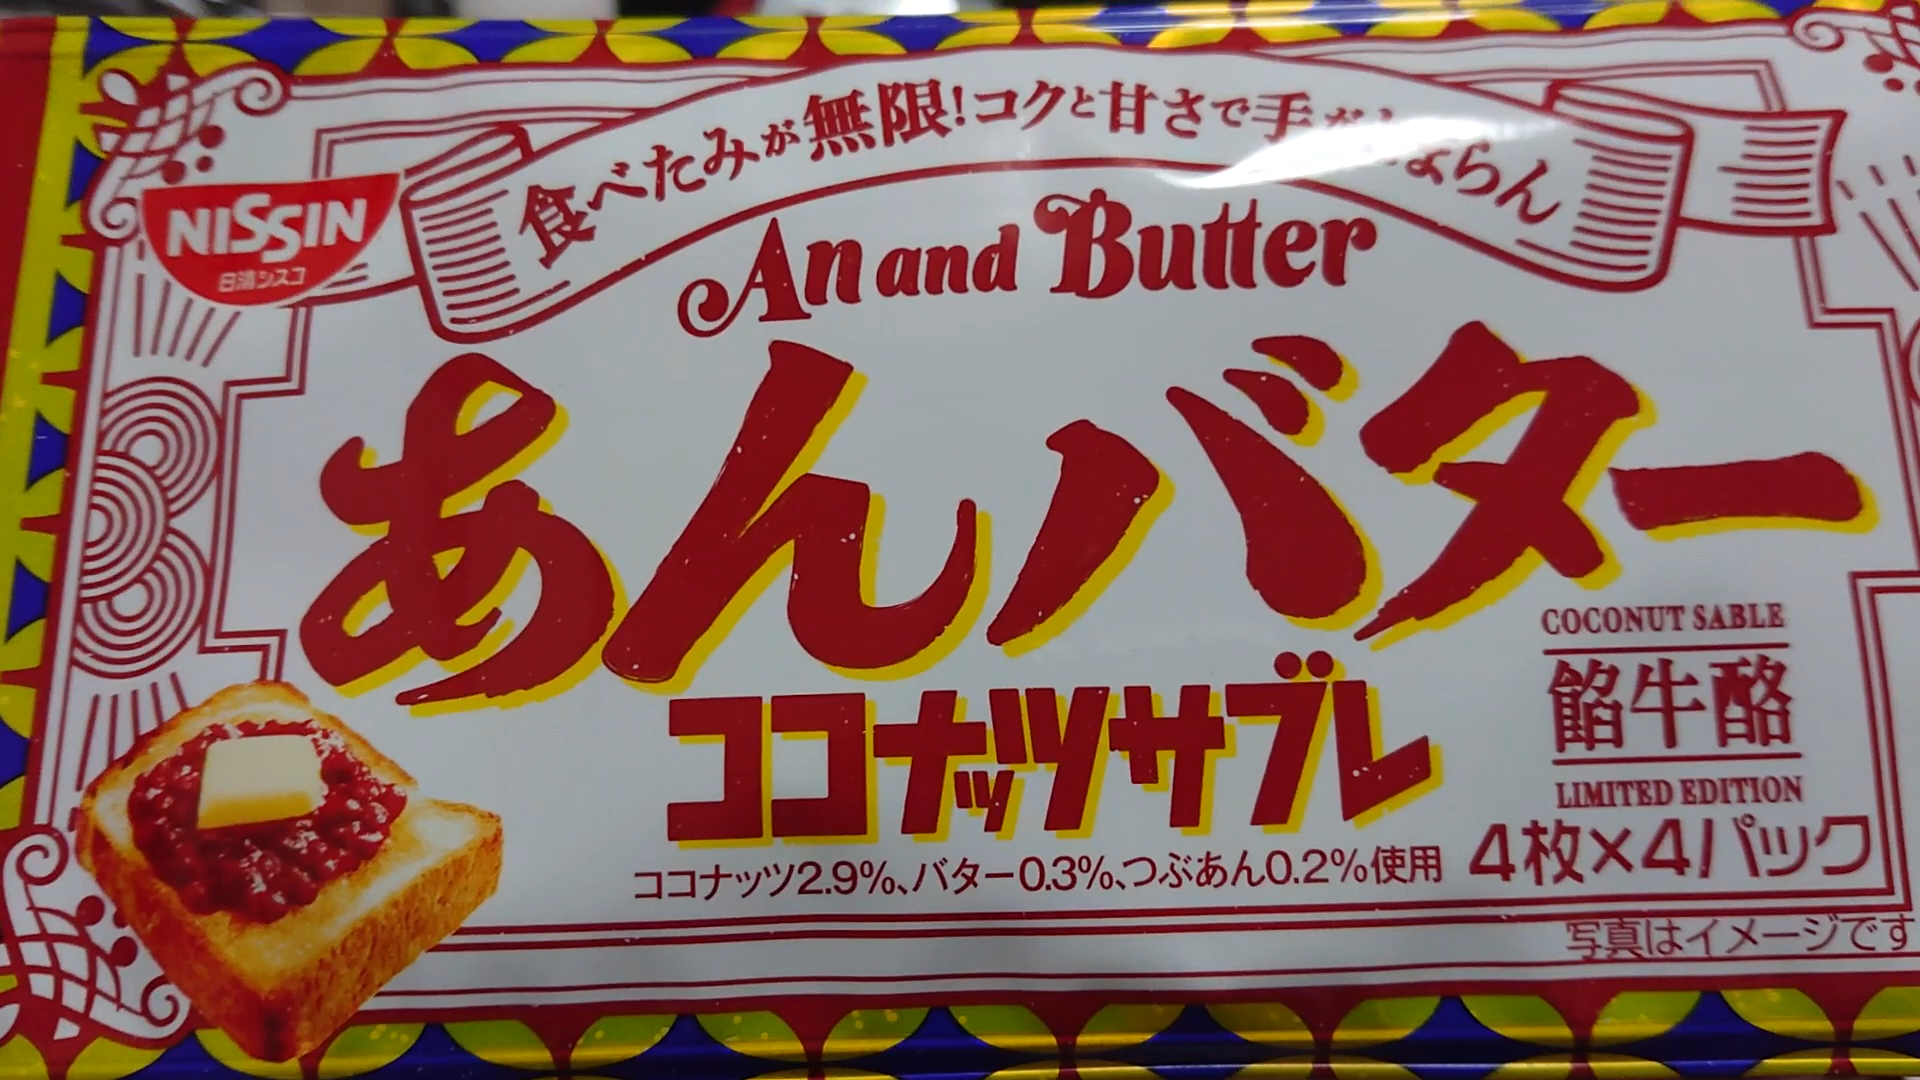 食べたみが無限!コクと甘さで手が
らん
NISSIN
日清シスコ
An and Butter
あんバター
ココナッツサブレ
COCONUT SABLE
餡牛酪
LIMITED EDITION
ココナッツ2.9%、バター0.3%、つぶあん0.2%使用
4枚×4パック
写真はイメージです